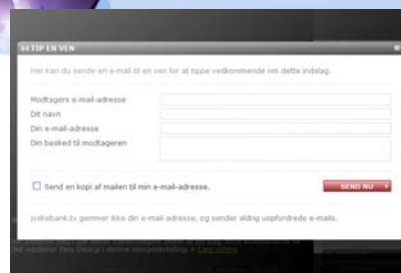 TIP EN VEN
Her kan du sende en e-mail til en ven for at tippe vedkommende om dette indslag.
Modtagers e-mail-adresse
Dit navn
Din e-mail-adresse
Din besked til modtageren
Send en kopi af mailen til min e-mail-adresse.
SEND NU
jyskebank.tv gemmer ikke din e-mail-adresse, og sender aldrig uopfordrede e-mails.